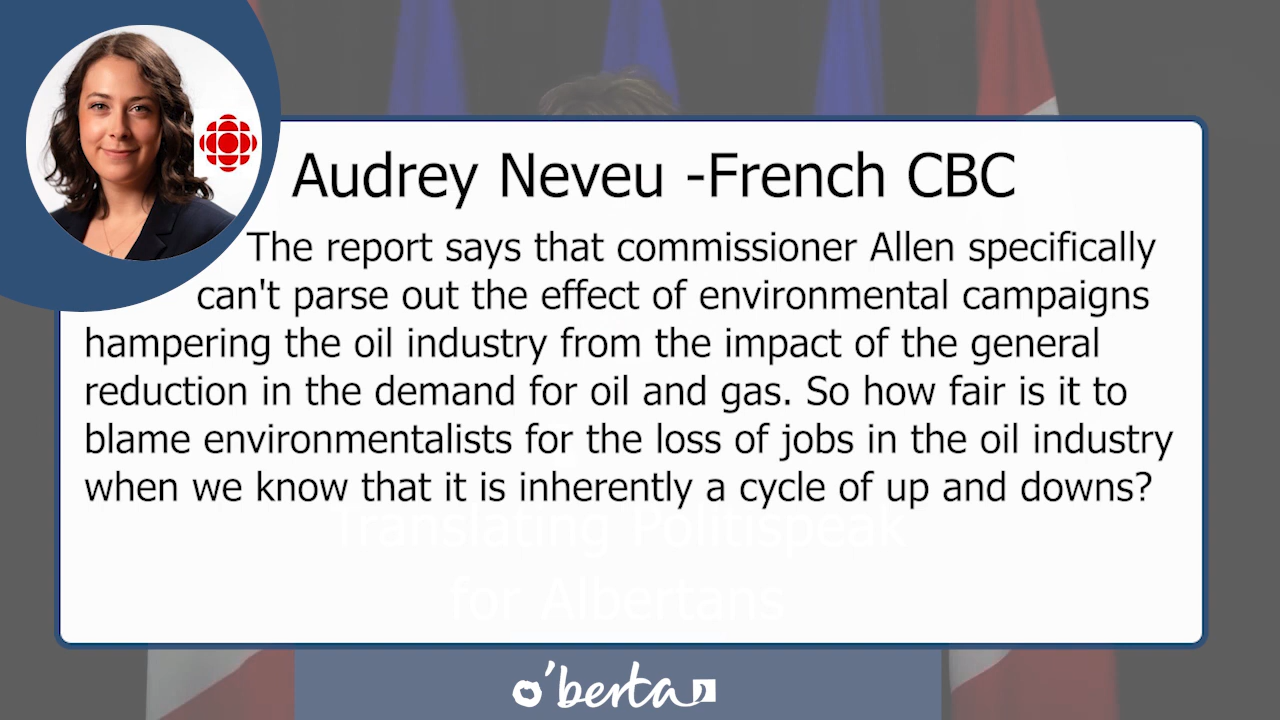 Audrey Neveu -French CBC
The report says that commissioner Allen specifically
can't parse out the effect of environmental campaigns
hampering the oil industry from the impact of the general
reduction in the demand for oil and gas. So how fair is it to
blame environmentalists for the loss of jobs in the oil industry
when we know that it is inherently a cycle of up and downs?
Translating Politispeak
for Albertans
o'berta